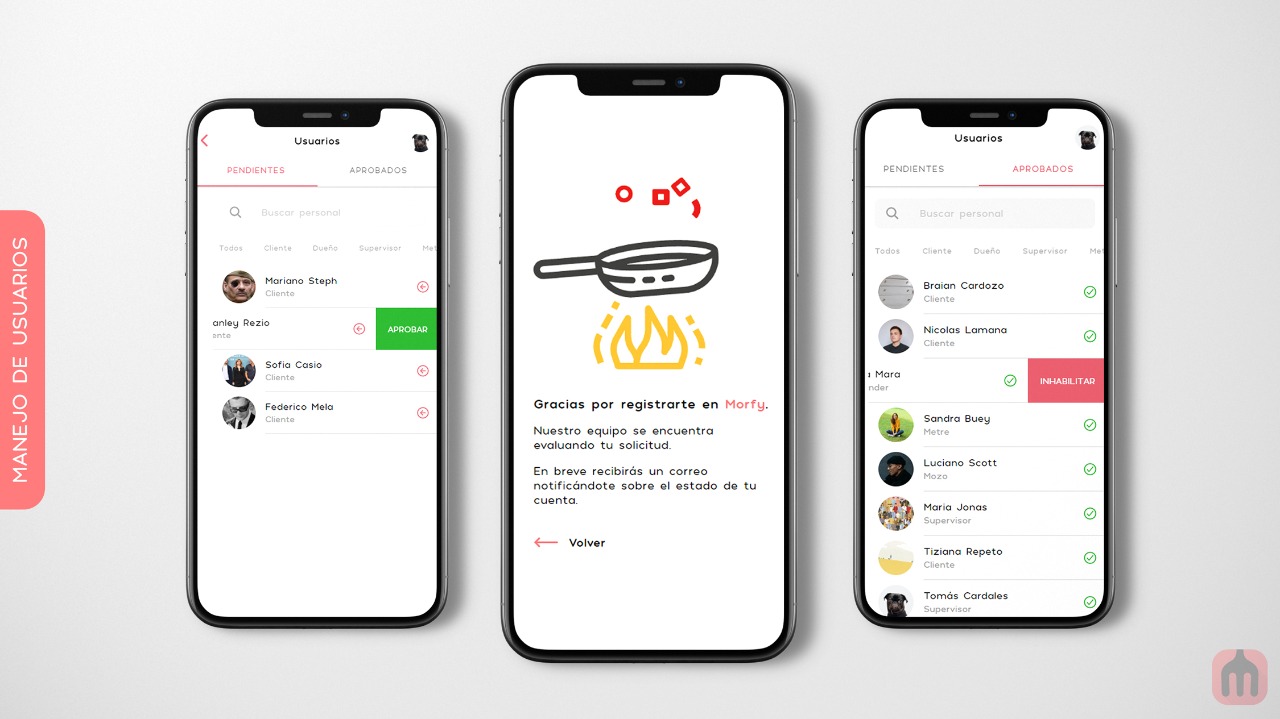 MANEJO DE USUARIOS
Usuarios
PENDIENTES APROBADOS
Buscar personal
Todos Cliente Dueño Supervisor Met
Mariano Steph
Cliente
anley Rezio
ente
APROBAR
Sofia Casio
Cliente
Federico Mela
Cliente
Gracias por registrarte en Morfy.
Nuestro equipo se encuentra
evaluando tu solicitud.
En breve recibirás un correo
notificándote sobre el estado de tu
cuenta.
Volver
Usuarios
PENDIENTES APROBADOS
Buscar personal
Todos Cliente Dueño Supervisor Met
Braian Cardozo
Cliente
Nicolas Lamana
Cliente
a Mara
nder
INHABILITAR
Sandra Buey
Metre
Luciano Scott
Mozo
Maria Jonas
Supervisor
Tiziana Repeto
Cliente
Tomás Cardales
Supervisor